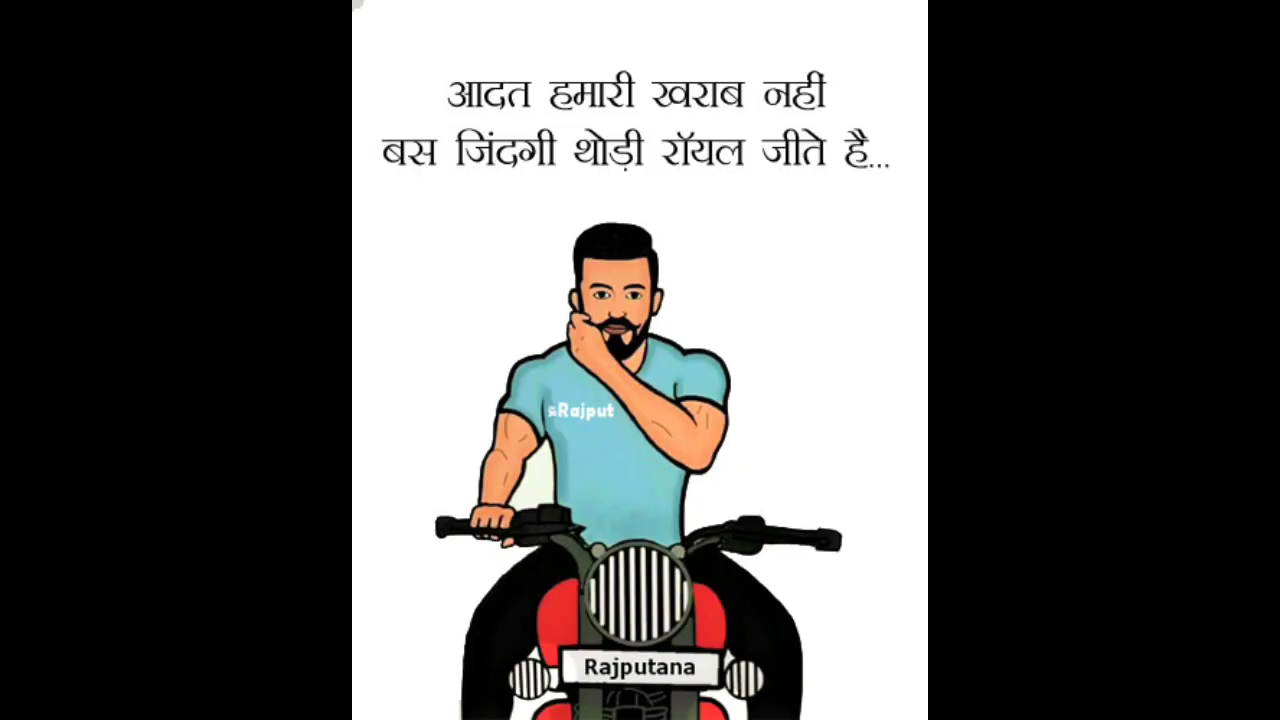 आदत हमारी खराब नहीं
बस जिंदगी थोड़ी रॉयल जीते है...
Rajput
Rajputana